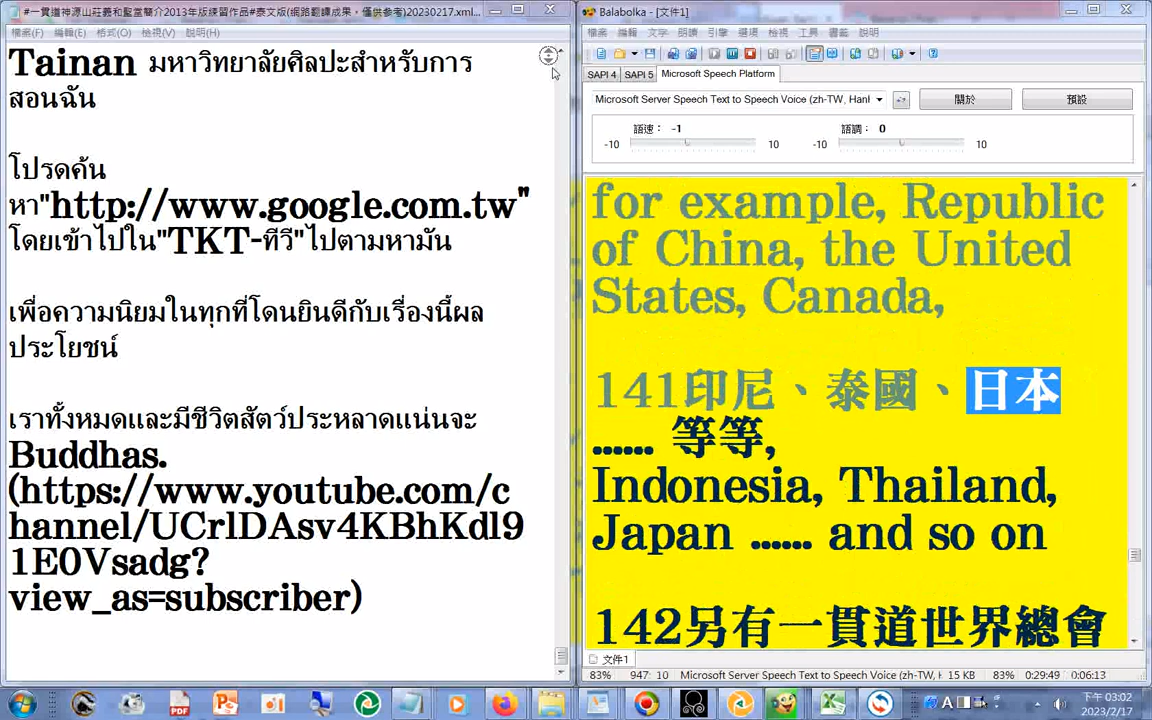 #一貫道神源山莊義和聖堂簡介2013年版練習作品#泰文版(網路翻譯成果，僅供參考)20230217.xml...
檔案(F) 編輯(E) 格式(O) 檢視(V) 說明(H)
Tainan มหาวิทยาลัยศิลปะสำหรับการ
สอนฉัน
โปรดค้น
หา"http://www.google.com.tw"
โดยเข้าไปใน"TKT-ทีวี"ไปตามหามัน
เพื่อความนิยมในทุกที่โดนยินดีกับเรื่องนี้ผล
ประโยชน์
เราทั้งหมดและมีชีวิตสัตว์ประหลาดแน่นจะ
Buddhas.
(https://www.youtube.com/c
hannel/UCrlDAsv4KBhKdl9
1E0Vsadg?
view_as=subscriber)
Balabolka - [文件1]
檔案 編輯 文字 朗讀 引擎 選項 檢視 工具 書籤 說明
SAPI 4 SAPI 5 Microsoft Speech Platform
Microsoft Server Speech Text to Speech Voice (zh-TW, Hanl 關於 預設
語速： -1 語調： 0
-10 10 -10 10
for example, Republic
of China, the United
States, Canada,
141印尼、泰國、日本
...... 等等,
Indonesia, Thailand,
Japan ...... and so on
142另有一貫道世界總會
文件1
83% 947: 10 Microsoft Server Speech Text to Speech Voice (zh-TW, H 15 KB 83% 0:29:49 0:06:13
下午 03:02
2023/2/17